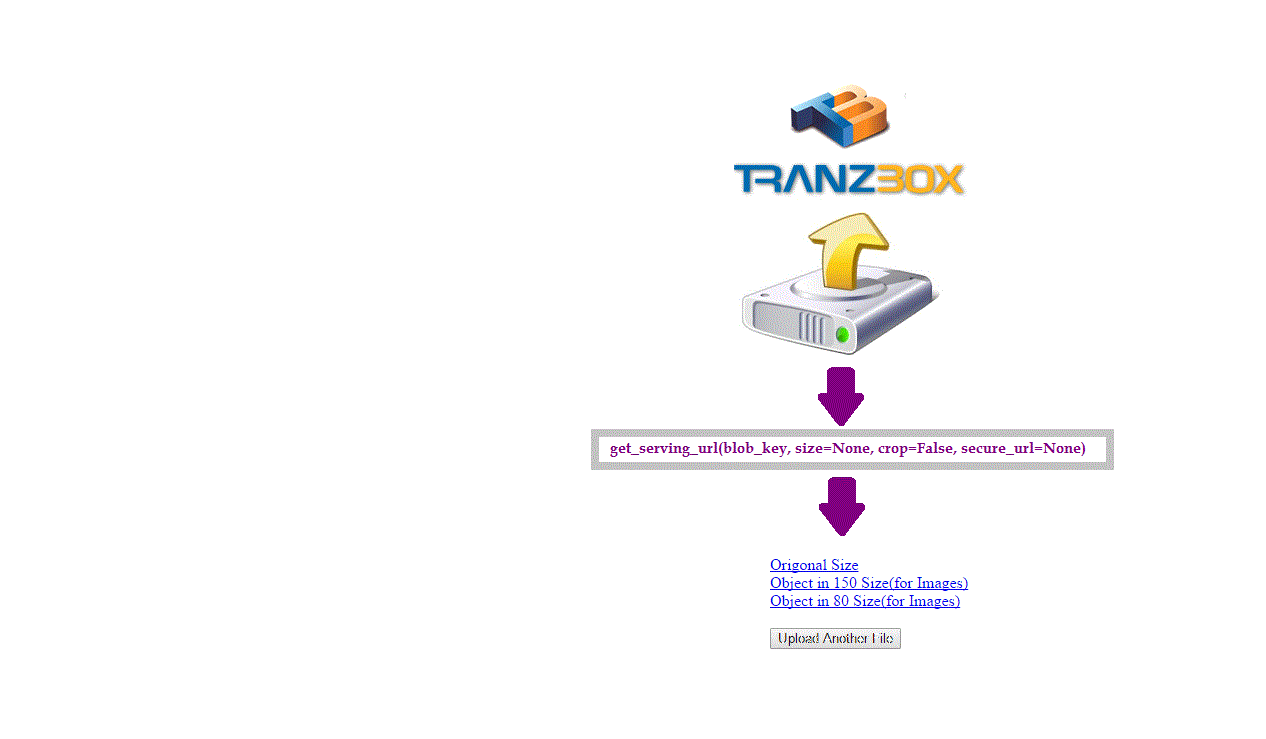 TB
TRANZBOX
get_serving_url(blob_key, size=None, crop=False, secure_url=None)
Origonal Size
Object in 150 Size(for Images)
Object in 80 Size(for Images)
Upload Another File